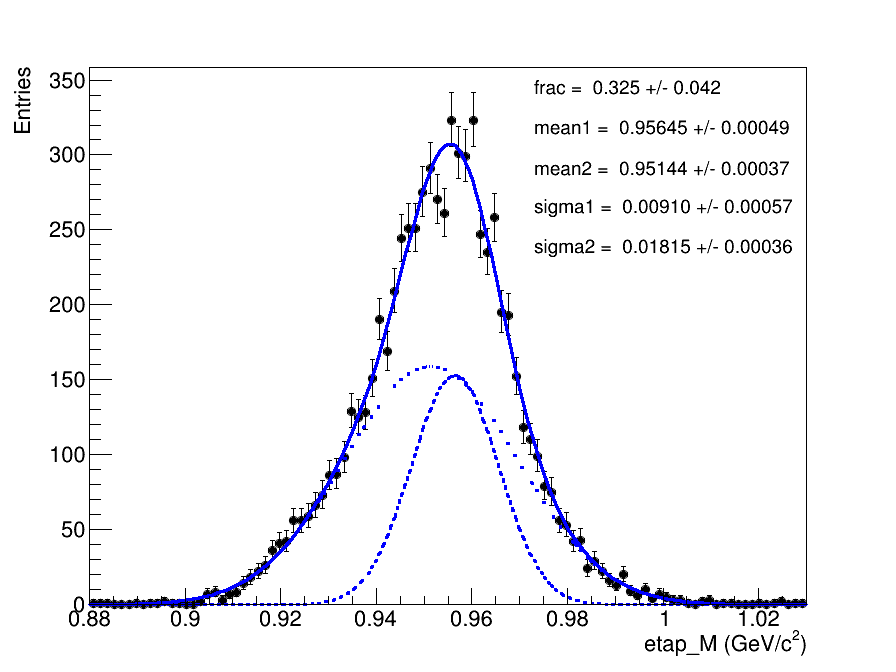 Entries
350
300
250
200
150
100
50
0
frac =  0.325 +/- 0.042
mean1 =  0.95645 +/- 0.00049
mean2 =  0.95144 +/- 0.00037
sigma1 =  0.00910 +/- 0.00057
sigma2 =  0.01815 +/- 0.00036
0.88 0.9 0.92 0.94 0.96 0.98 1 1.02
etap_M (GeV/c²)